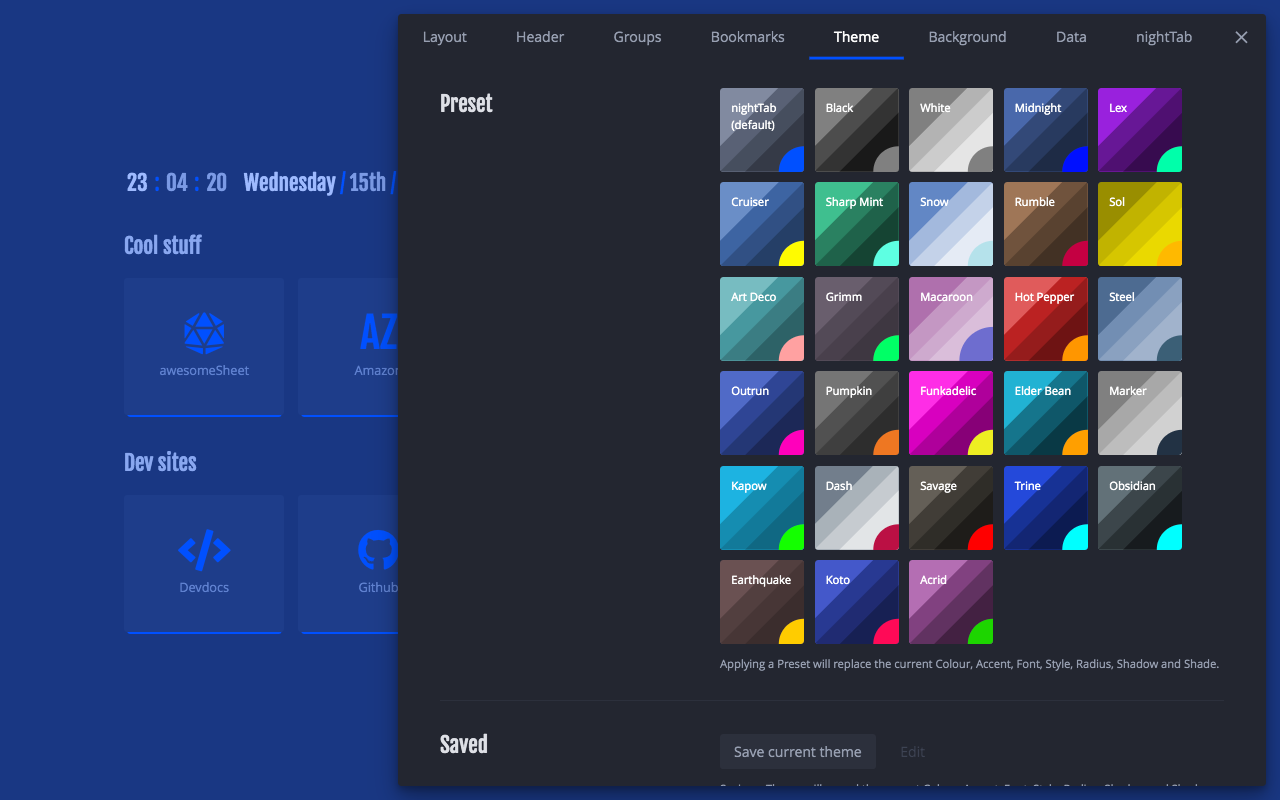 Layout Header Groups Bookmarks Theme Background Data nightTab
Preset
nightTab (default) Black White Midnight Lex
Cruiser Sharp Mint Snow Rumble Sol
Art Deco Grimm Macaroon Hot Pepper Steel
Outrun Pumpkin Funkadelic Elder Bean Marker
Kapow Dash Savage Trine Obsidian
Earthquake Koto Acrid
Applying a Preset will replace the current Colour, Accent, Font, Style, Radius, Shadow and Shade.
Saved
Save current theme Edit
23 : 04 : 20 Wednesday / 15th /
Cool stuff
AZ
awesomeSheet Amazon
Dev sites
Devdocs Github